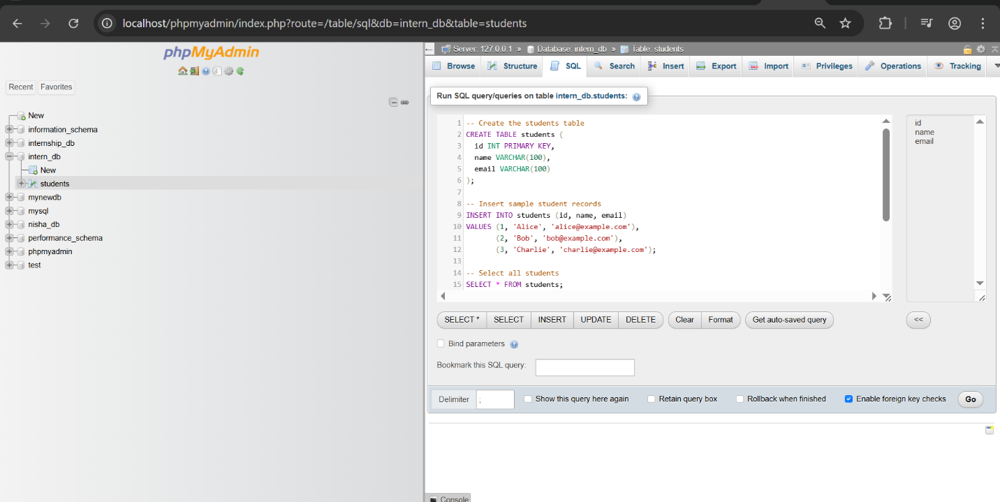 localhost/phpmyadmin/index.php?route=/table/sql&db=intern_db&table=students
phpMyAdmin
Recent Favorites
New
information_schema
internship_db
intern_db
New
students
mynewdb
mysql
nisha_db
performance_schema
phpmyadmin
test
Server: 127.0.0.1 » Database: intern_db » Table: students
Browse Structure SQL Search Insert Export Import Privileges Operations Tracking
Run SQL query/queries on table intern_db.students:
1 -- Create the students table
2 CREATE TABLE students (
3 id INT PRIMARY KEY,
4 name VARCHAR(100),
5 email VARCHAR(100)
6 );
7
8 -- Insert sample student records
9 INSERT INTO students (id, name, email)
10 VALUES (1, 'Alice', 'alice@example.com'),
11 (2, 'Bob', 'bob@example.com'),
12 (3, 'Charlie', 'charlie@example.com');
13
14 -- Select all students
15 SELECT * FROM students;
id
name
email
SELECT * SELECT INSERT UPDATE DELETE Clear Format Get auto-saved query <<
Bind parameters
Bookmark this SQL query:
Delimiter ; Show this query here again Retain query box Rollback when finished Enable foreign key checks Go
Console